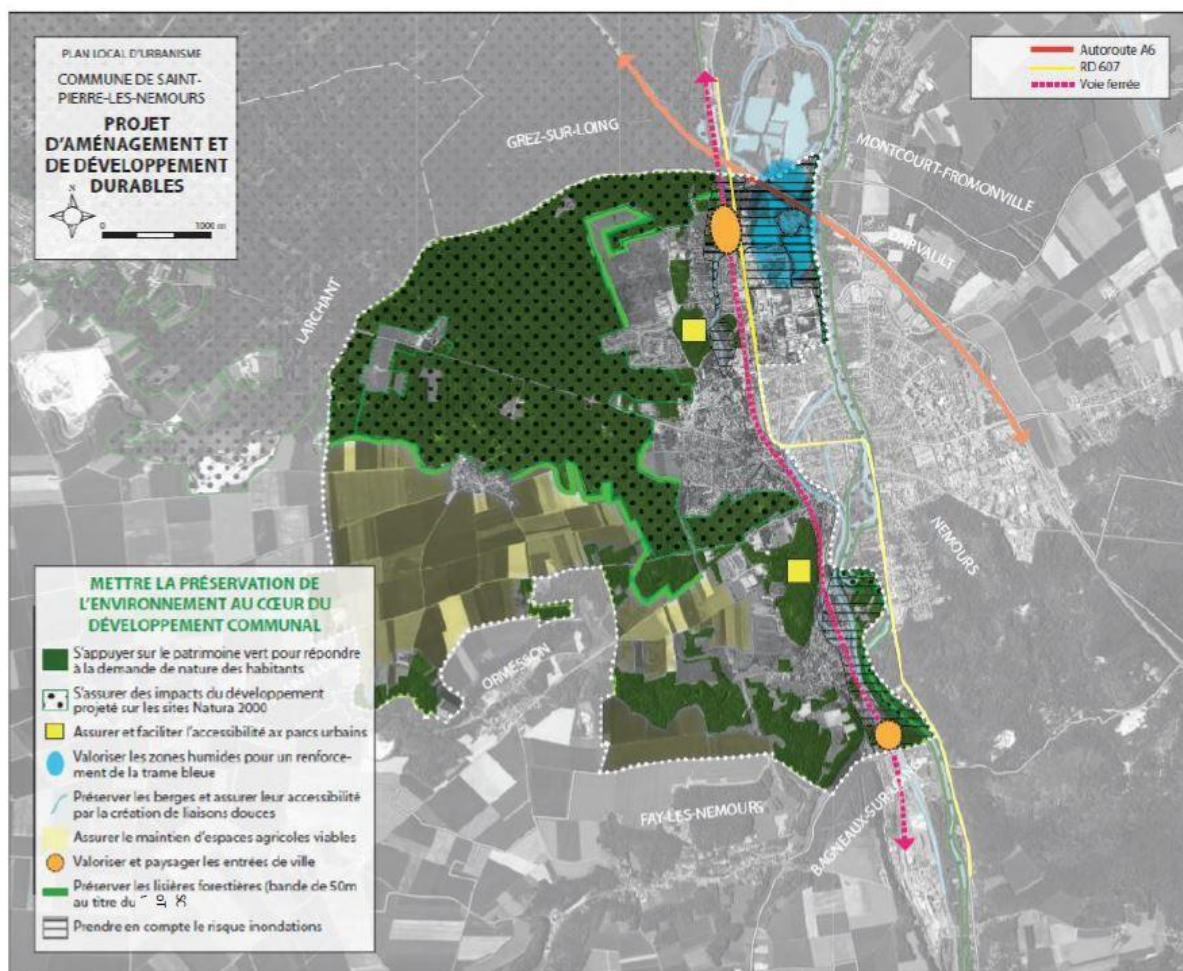 PLAN LOCAL D'URBANISME
COMMUNE DE SAINT-
PIERRE-LES-NEMOURS
PROJET
D'AMÉNAGEMENT ET
DE DÉVELOPPEMENT
DURABLES
N
0 1000 m
Autoroute A6
RD 607
Voie ferrée
GREZ-SUR-LOING
MONTCOURT-FROMONVILLE
DARVAULT
LARCHANT
NEMOURS
ORMESSON
FAY-LES-NEMOURS
BAGNEAUX-SUR-L
METTRE LA PRÉSERVATION DE
L'ENVIRONNEMENT AU CŒUR DU
DÉVELOPPEMENT COMMUNAL
S'appuyer sur le patrimoine vert pour répondre
à la demande de nature des habitants
S'assurer des impacts du développement
projeté sur les sites Natura 2000
Assurer et faciliter l'accessibilité ax parcs urbains
Valoriser les zones humides pour un renforce-
ment de la trame bleue
Préserver les berges et assurer leur accessibilité
par la création de liaisons douces
Assurer le maintien d'espaces agricoles viables
Valoriser et paysager les entrées de ville
Préserver les lisières forestières (bande de 50m
au titre du
Prendre en compte le risque inondations